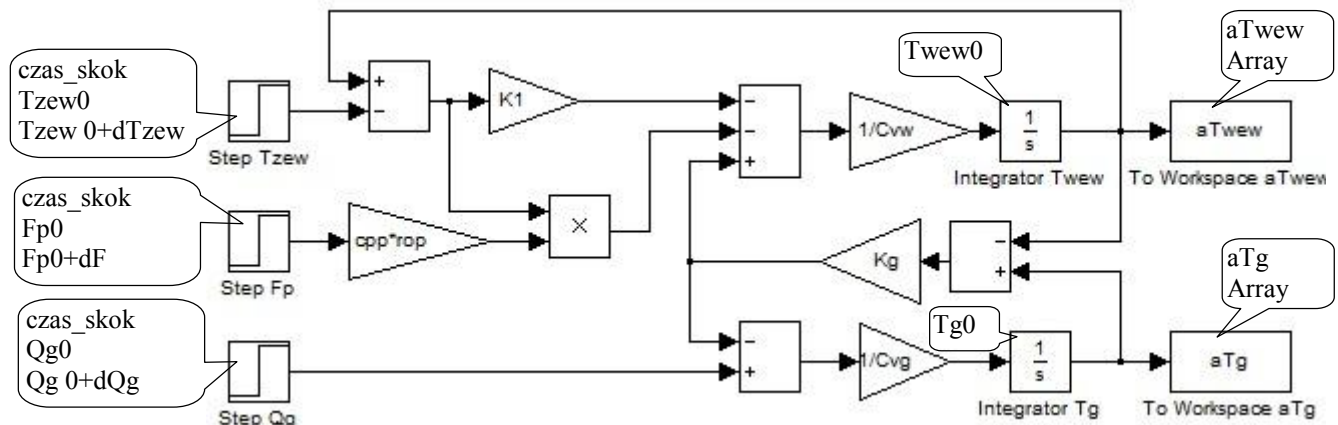 czas_skok
Tzew0
Tzew 0+dTzew
Step Tzew
+
−
K1
−
−
+
1/Cvw
Twew0
1
s
Integrator Twew
aTwew
Array
aTwew
To Workspace aTwew
czas_skok
Fp0
Fp0+dF
Step Fp
cpp*rop
×
Kg
−
+
aTg
Array
czas_skok
Qg0
Qg 0+dQg
Step Qg
−
+
1/Cvg
Tg0
1
s
Integrator Tg
aTg
To Workspace aTg